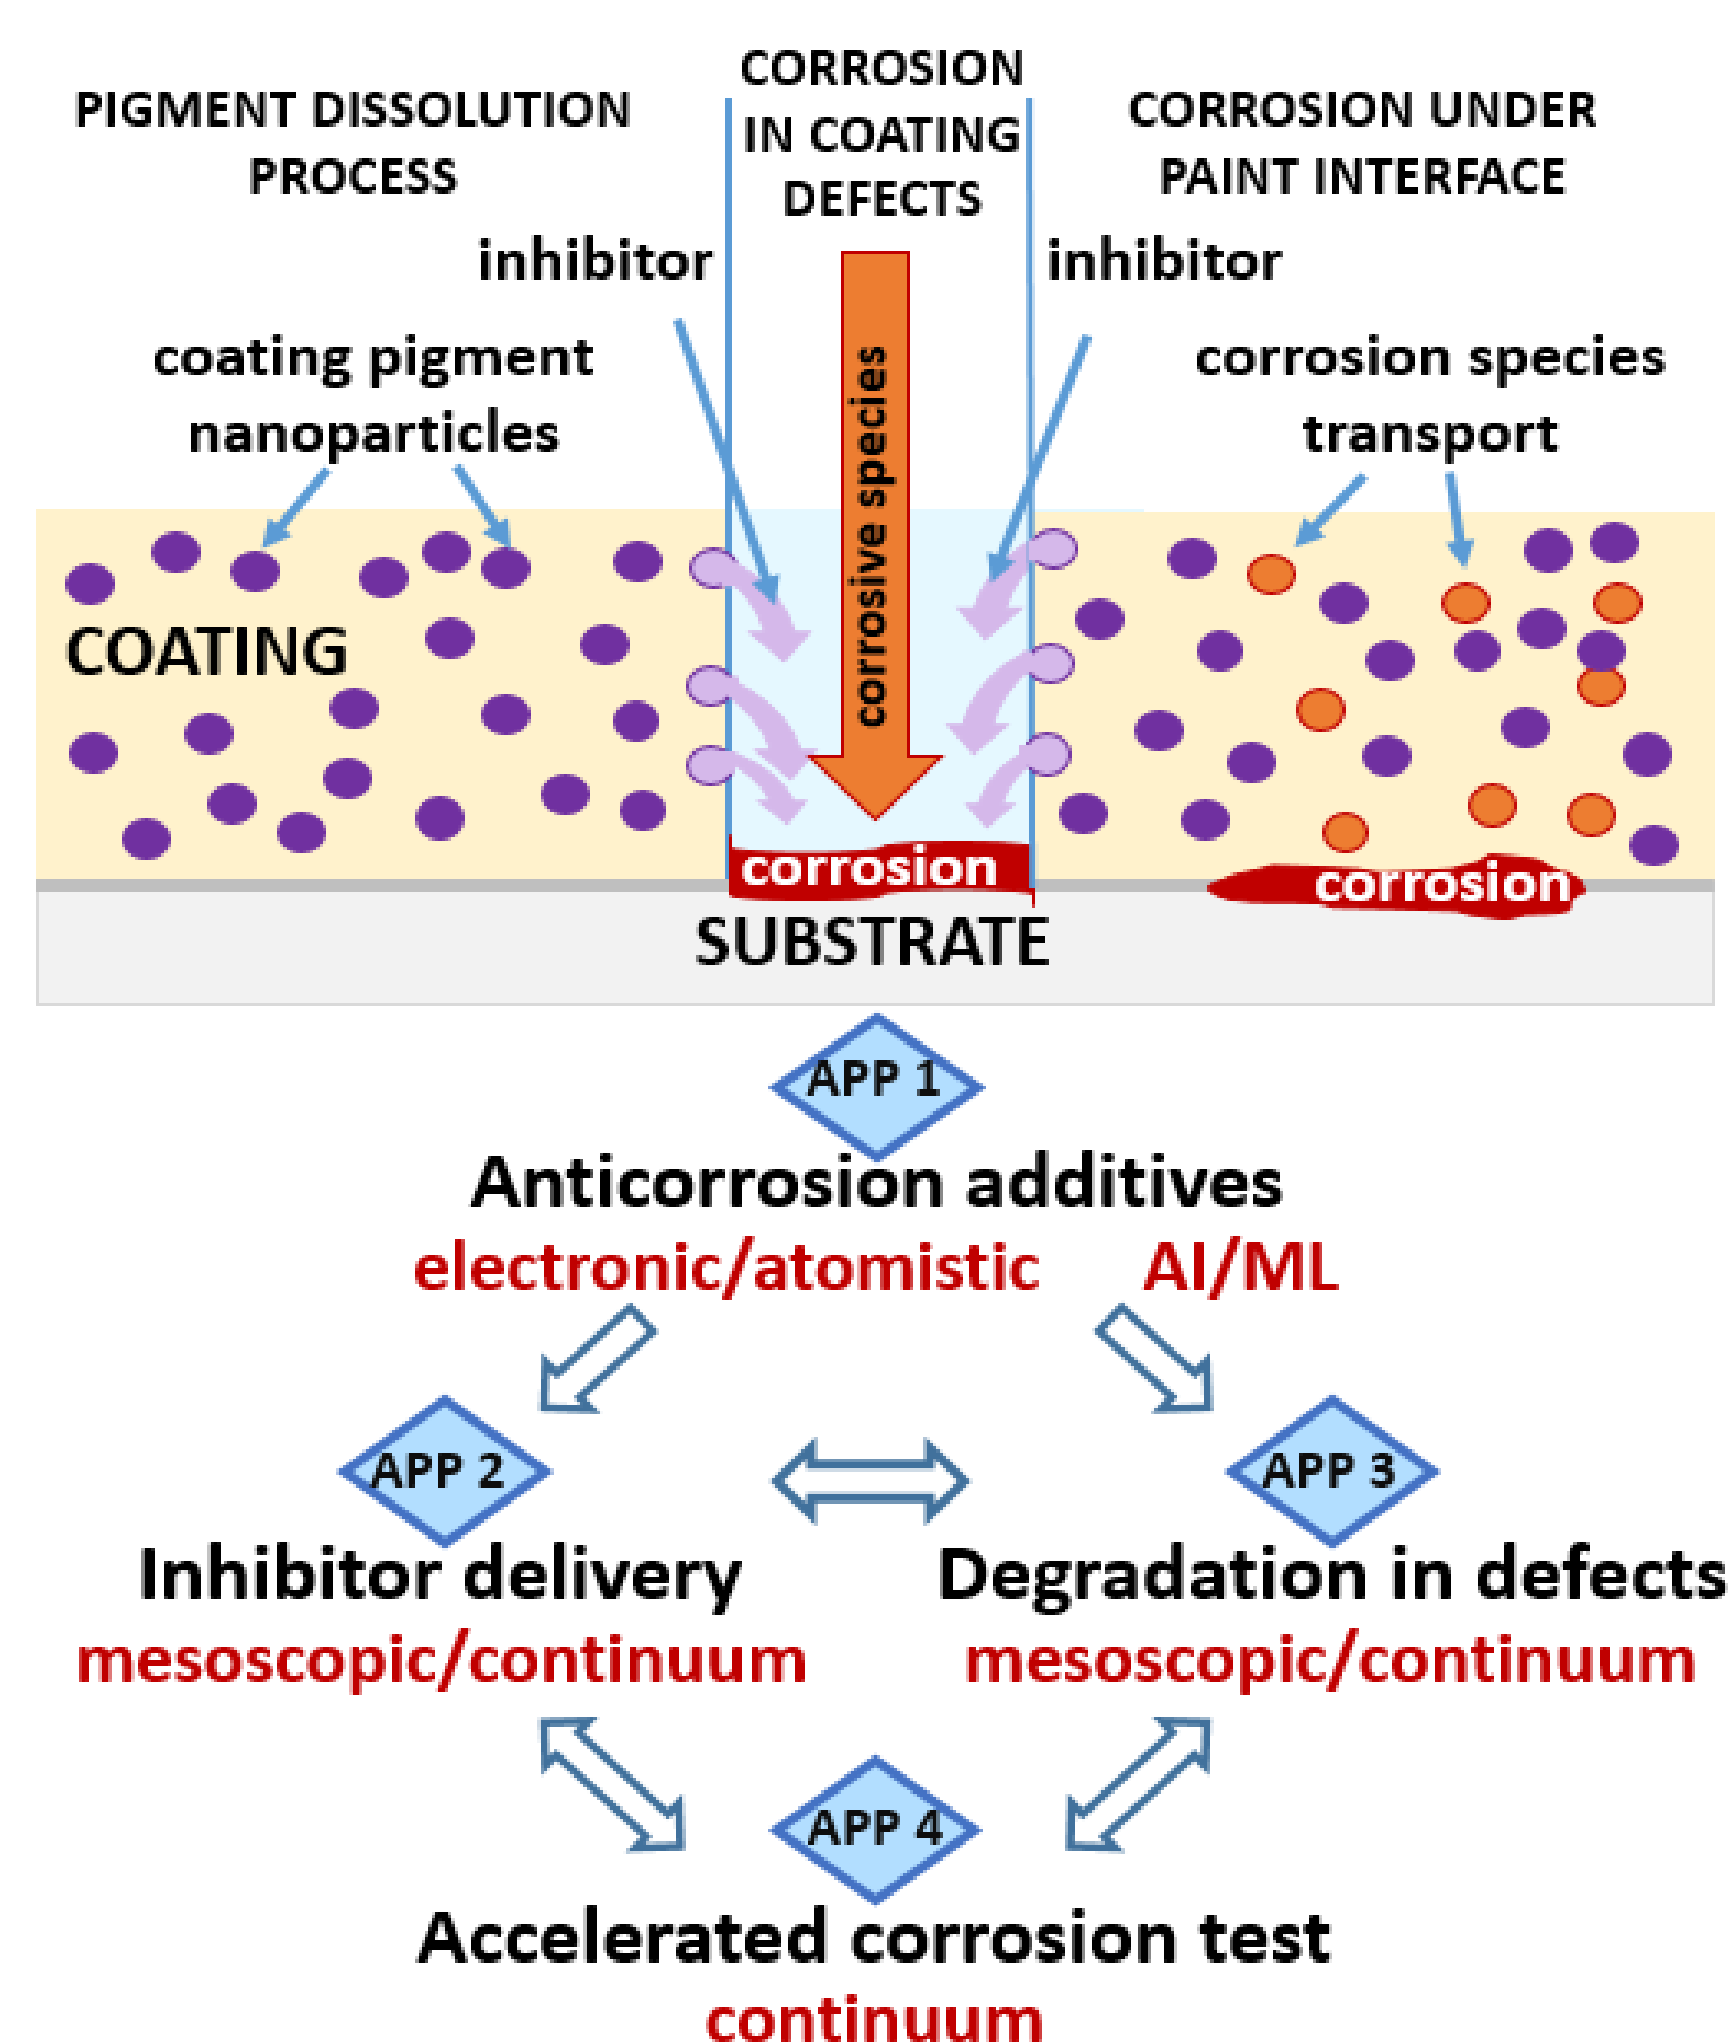 CORROSION
IN COATING
DEFECTS
PIGMENT DISSOLUTION
PROCESS
CORROSION UNDER
PAINT INTERFACE
inhibitor
inhibitor
coating pigment
nanoparticles
corrosive species
corrosion species
transport
COATING
corrosion
corrosion
SUBSTRATE
APP 1
Anticorrosion additives
electronic/atomistic AI/ML
APP 2
APP 3
Inhibitor delivery
mesoscopic/continuum
Degradation in defects
mesoscopic/continuum
APP 4
Accelerated corrosion test
continuum